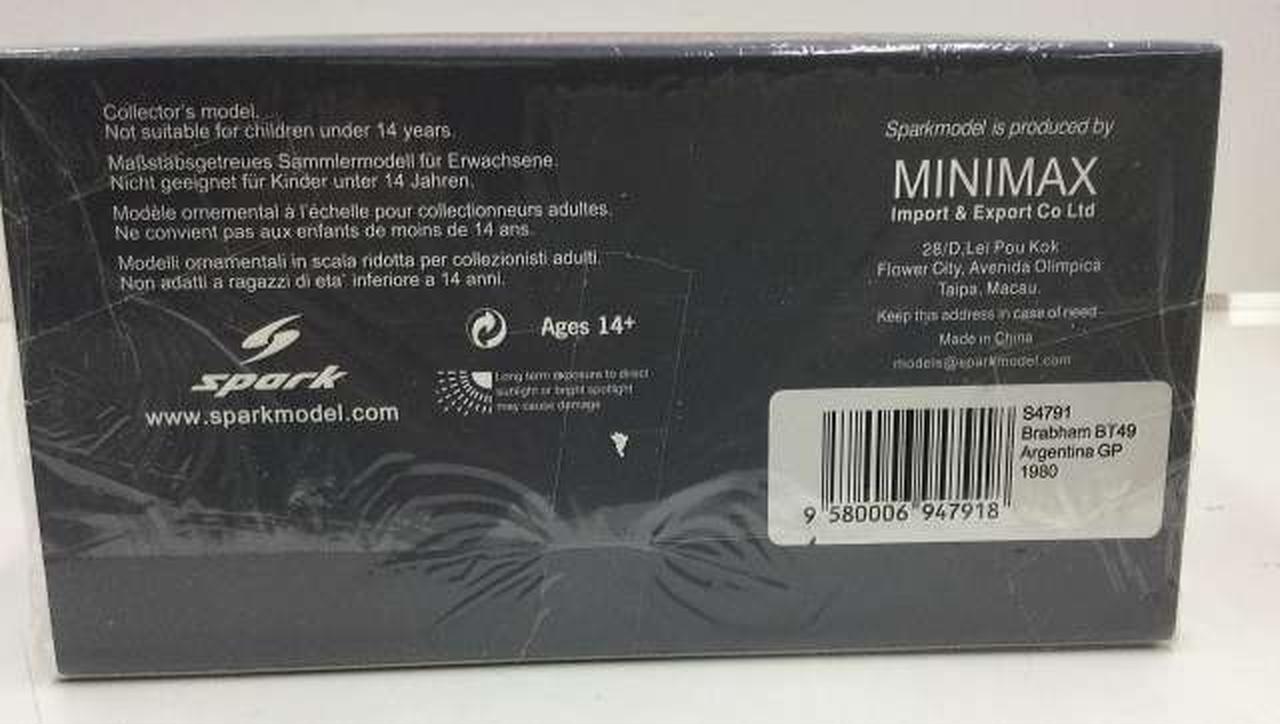 Collector's model.
Not suitable for children under 14 years.
Maßstabsgetreues Sammlermodell für Erwachsene.
Nicht geeignet für Kinder unter 14 Jahren.
Modèle ornemental à l'échelle pour collectionneurs adultes.
Ne convient pas aux enfants de moins de 14 ans.
Modelli ornamentali in scala ridotta per collezionisti adulti.
Non adatti a ragazzi di eta' inferiore a 14 anni.
Ages 14+
spark
www.sparkmodel.com
Long term exposure to direct
sunlight or bright spotlight
may cause damage
Sparkmodel is produced by
MINIMAX
Import & Export Co Ltd
28/D,Lei Pou Kok
Flower City, Avenida Olimpica
Taipa, Macau.
Keep this address in case of need
Made in China
models@sparkmodel.com
S4791
Brabham BT49
Argentina GP
1980
9 580006 947918